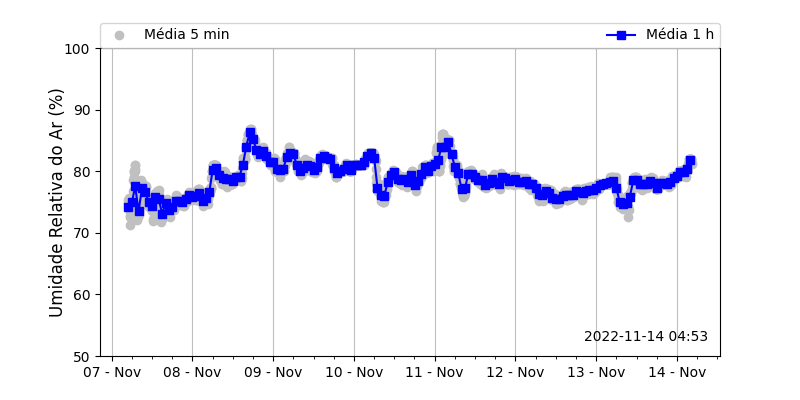 Média 5 min
Média 1 h
Umidade Relativa do Ar (%)
100
90
80
70
60
50
2022-11-14 04:53
07 - Nov
08 - Nov
09 - Nov
10 - Nov
11 - Nov
12 - Nov
13 - Nov
14 - Nov